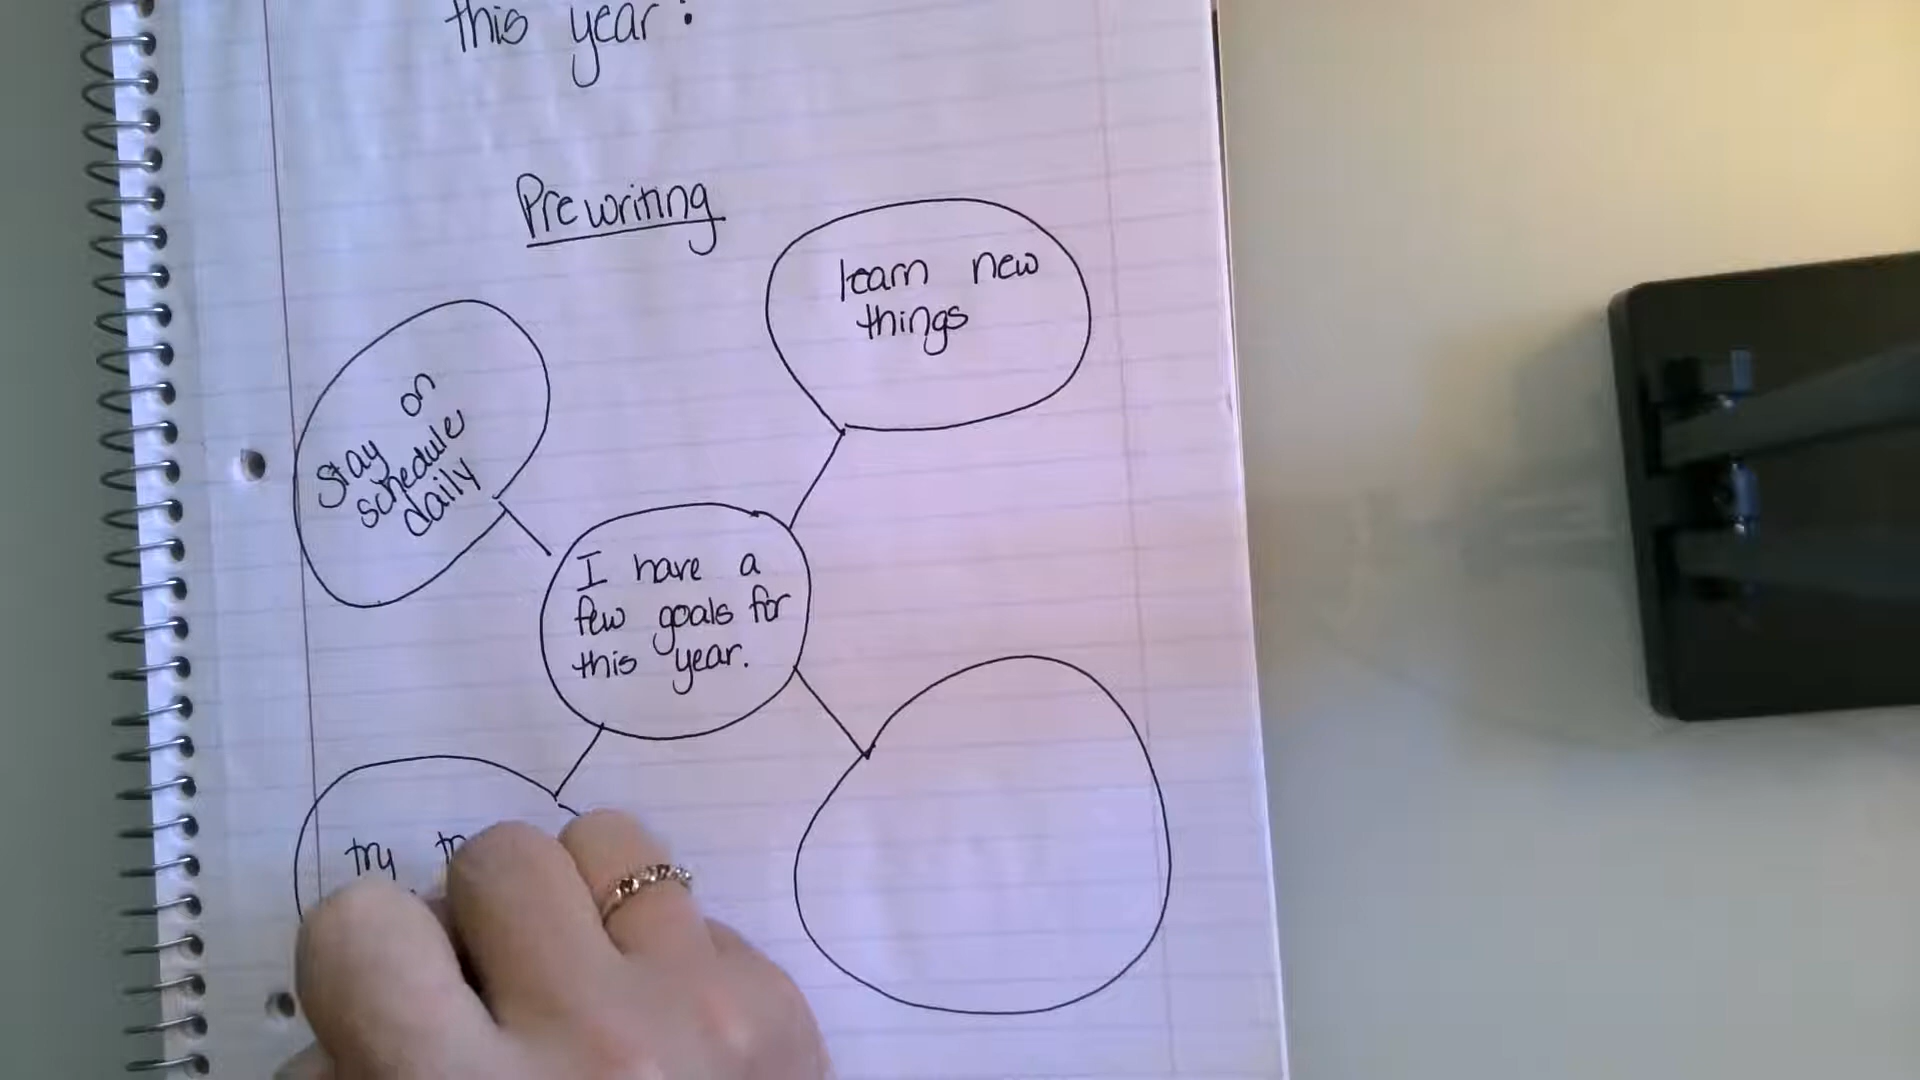 this year:
Prewriting
learn new
things
Stay on
schedule
daily
I have a
few goals for
this year.
try